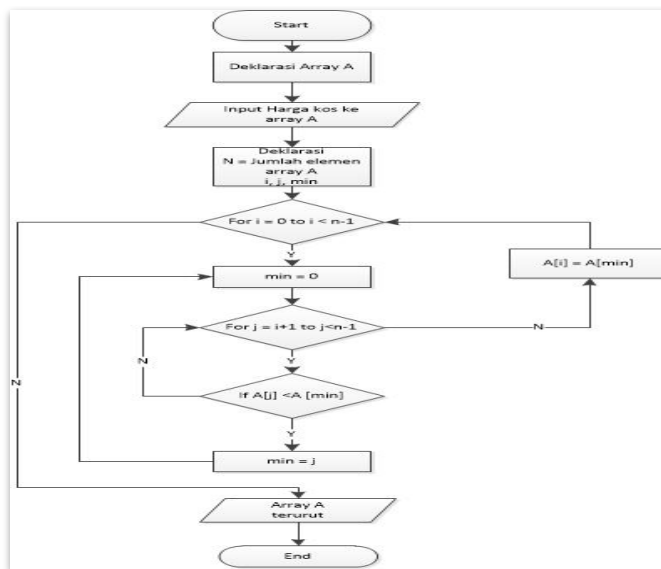 Start
Deklarasi Array A
Input Harga kos ke
array A
Deklarasi
N = Jumlah elemen
array A
i, j, min
For i = 0 to i < n-1
Y
A[i] = A[min]
min = 0
For j = i+1 to j<n-1
N
N
Y
N
If A[j] <A [min]
Y
min = j
Array A
terurut
End